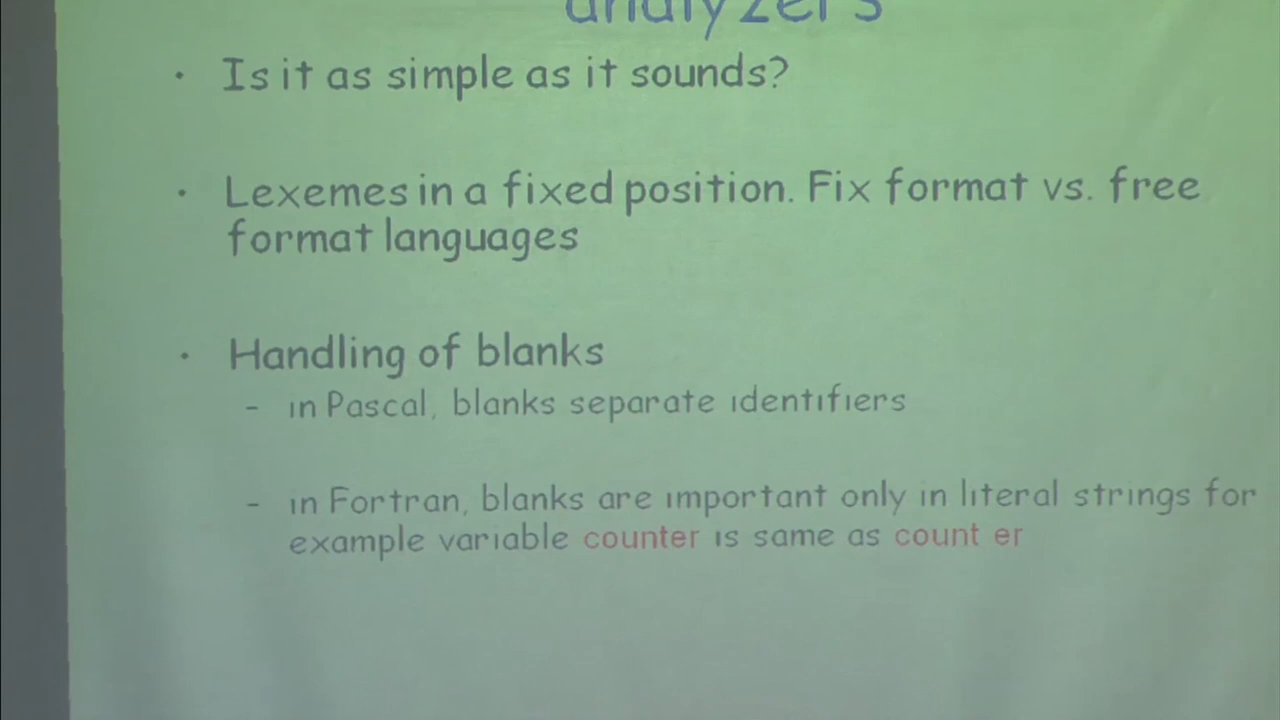 analyzers
• Is it as simple as it sounds?
• Lexemes in a fixed position. Fix format vs. free
format languages
• Handling of blanks
- in Pascal, blanks separate identifiers
- in Fortran, blanks are important only in literal strings for
example variable counter is same as count er